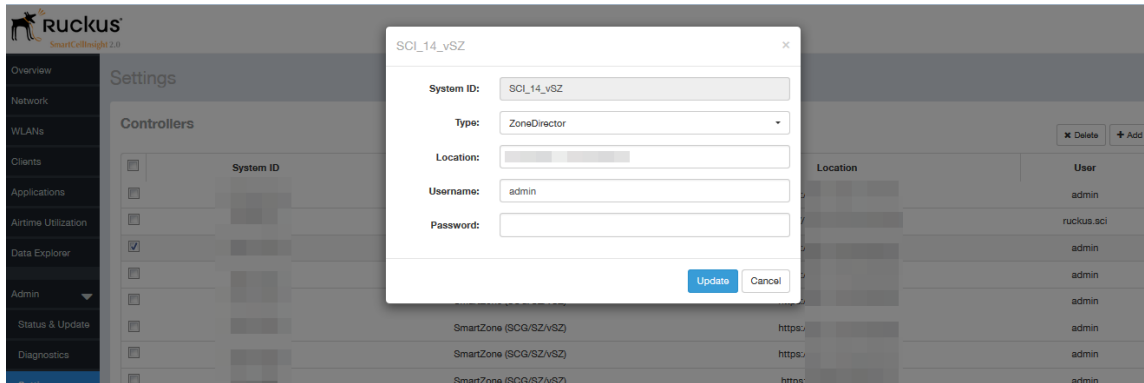 RUCKUS
SmartCellInsight 2.0
Overview
Network
WLANs
Clients
Applications
Airtime Utilization
Data Explorer
Admin
Status & Update
Diagnostics
Settings
Controllers
Delete
Add
System ID
Location
User
admin
ruckus.sci
admin
admin
admin
SmartZone (SCG/SZ/vSZ) https:/ admin
SmartZone (SCG/SZ/vSZ) https:/ admin
SmartZone (SCG/SZ/vSZ) https: admin
SCI_14_vSZ
×
System ID: SCI_14_vSZ
Type: ZoneDirector
Location:
Username: admin
Password:
Update
Cancel